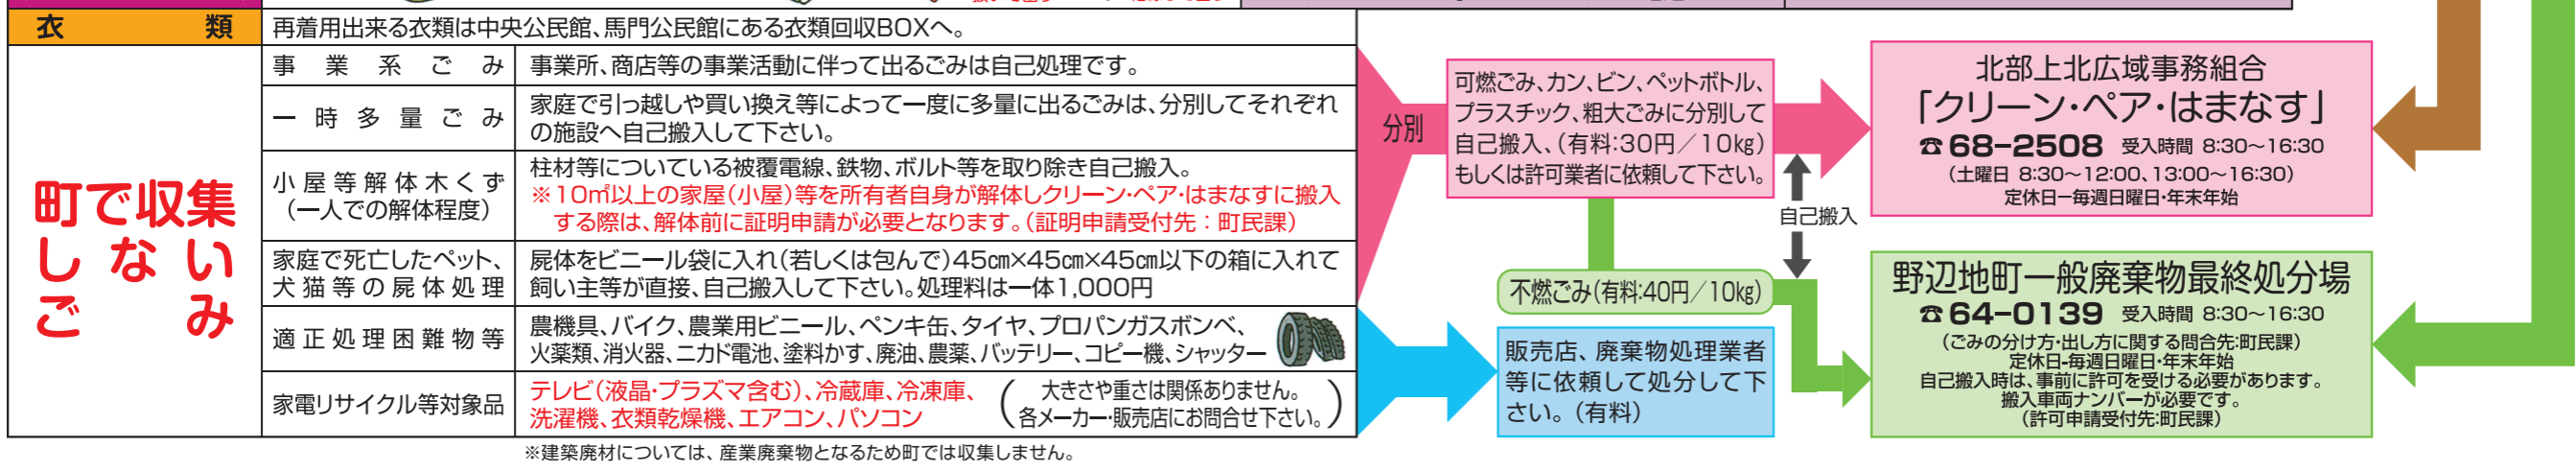 衣類
再着用出来る衣類は中央公民館、馬門公民館にある衣類回収BOXへ。
町で収集
しない
ごみ
事業系ごみ
事業所、商店等の事業活動に伴って出るごみは自己処理です。
一時多量ごみ
家庭で引っ越しや買い換え等によって一度に多量に出るごみは、分別してそれぞれ
の施設へ自己搬入して下さい。
小屋等解体木くず
（一人での解体程度）
柱材等についている被覆電線、鉄物、ボルト等を取り除き自己搬入。
※10㎡以上の家屋（小屋）等を所有者自身が解体しクリーン・ペア・はまなすに搬入
する際は、解体前に証明申請が必要となります。（証明申請受付先：町民課）
家庭で死亡したペット、
犬猫等の屍体処理
屍体をビニール袋に入れ（若しくは包んで）45㎝×45㎝×45㎝以下の箱に入れて
飼い主等が直接、自己搬入して下さい。処理料は一体1,000円
適正処理困難物等
農機具、バイク、農業用ビニール、ペンキ缶、タイヤ、プロパンガスボンベ、
火薬類、消火器、ニカド電池、塗料かす、廃油、農薬、バッテリー、コピー機、シャッター
家電リサイクル等対象品
テレビ（液晶・プラズマ含む）、冷蔵庫、冷凍庫、
洗濯機、衣類乾燥機、エアコン、パソコン
（大きさや重さは関係ありません。
各メーカー・販売店にお問合せ下さい。）
※建築廃材については、産業廃棄物となるため町では収集しません。
分別
可燃ごみ、カン、ビン、ペットボトル、
プラスチック、粗大ごみに分別して
自己搬入、（有料:30円／10㎏）
もしくは許可業者に依頼して下さい。
自己搬入
不燃ごみ（有料:40円／10㎏）
販売店、廃棄物処理業者
等に依頼して処分して下
さい。（有料）
北部上北広域事務組合
「クリーン・ペア・はまなす」
☎68−2508 受入時間 8:30〜16:30
（土曜日 8:30〜12:00、13:00〜16:30）
定休日ー毎週日曜日・年末年始
野辺地町一般廃棄物最終処分場
☎64−0139 受入時間 8:30〜16:30
（ごみの分け方・出し方に関する問合先:町民課）
定休日-毎週日曜日・年末年始
自己搬入時は、事前に許可を受ける必要があります。
搬入車両ナンバーが必要です。
（許可申請受付先:町民課）